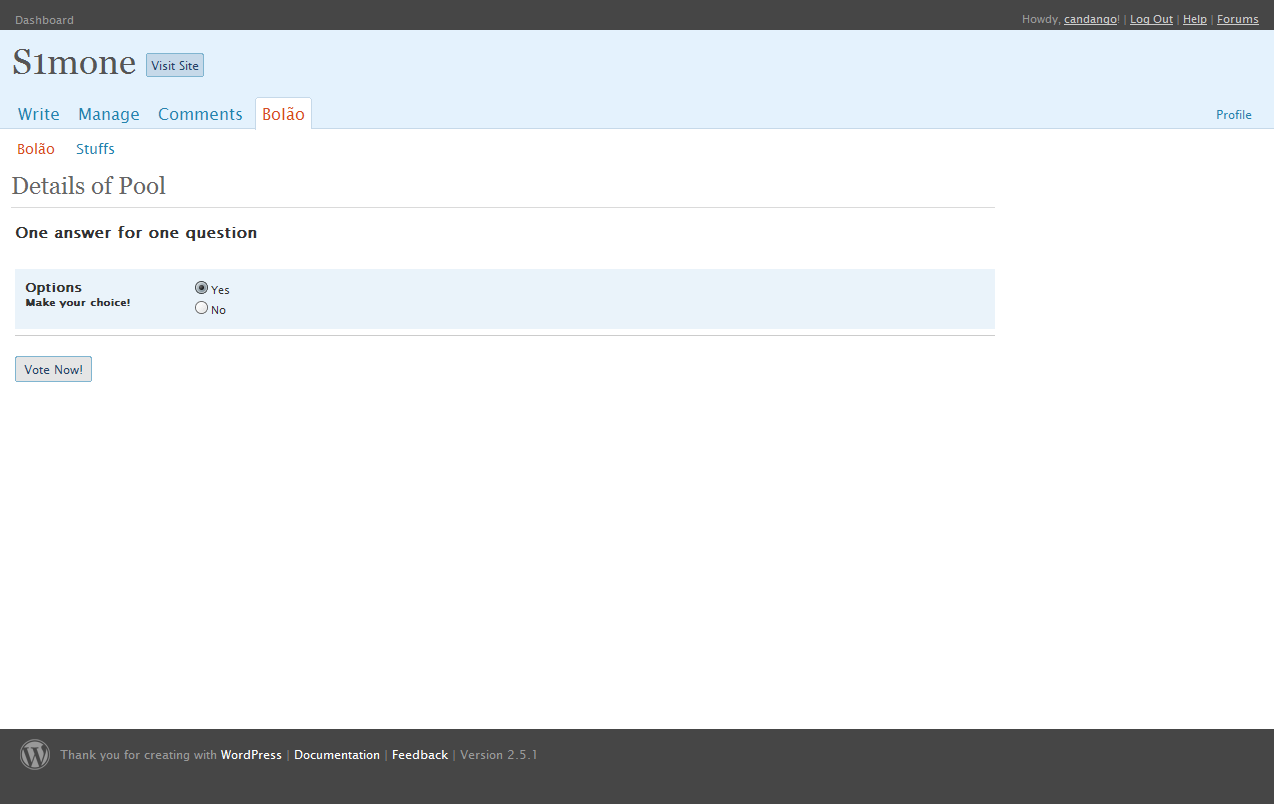 Dashboard
Howdy, candango! | Log Out | Help | Forums
S1mone Visit Site
Write Manage Comments Bolão Profile
Bolão Stuffs
Details of Pool
One answer for one question
Options
Make your choice!
Yes
No
Vote Now!
Thank you for creating with WordPress | Documentation | Feedback | Version 2.5.1